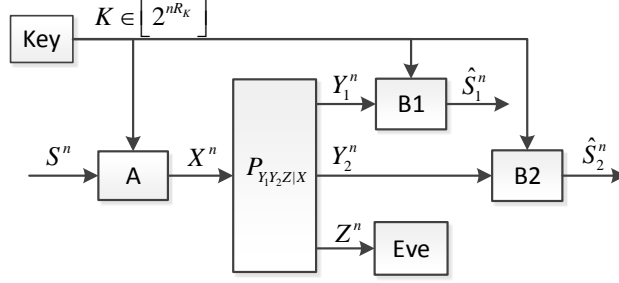 K ∈ [2^{nR_K}]
Key
Y_1^n
Ŝ_1^n
B1
S^n
A
X^n
P_{Y_1Y_2Z|X}
Y_2^n
B2
Ŝ_2^n
Z^n
Eve